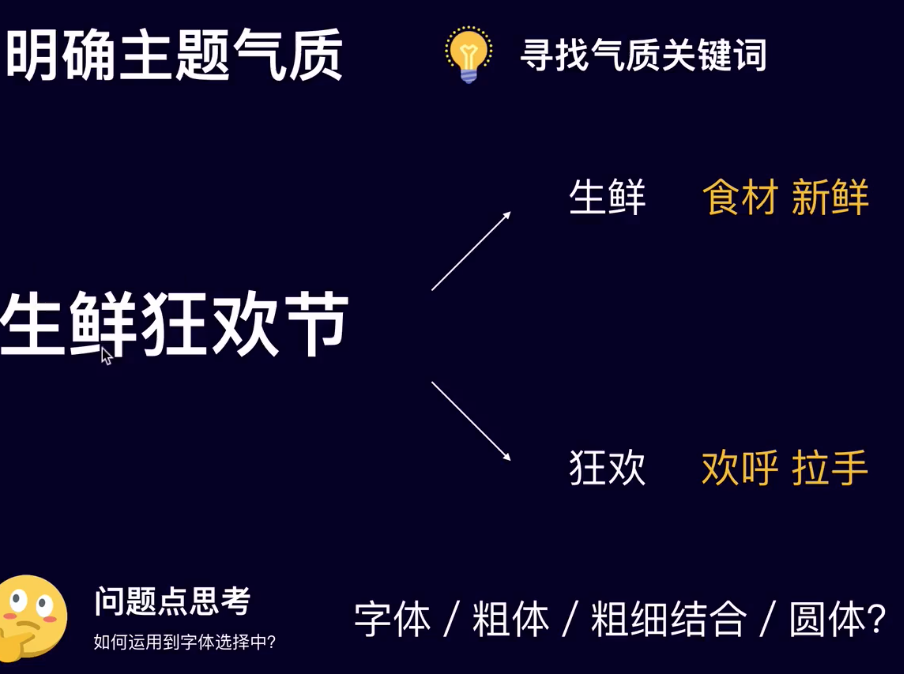 明确主题气质
寻找气质关键词
生鲜 食材 新鲜
生鲜狂欢节
狂欢 欢呼 拉手
问题点思考
如何运用到字体选择中?
字体 / 粗体 / 粗细结合 / 圆体?